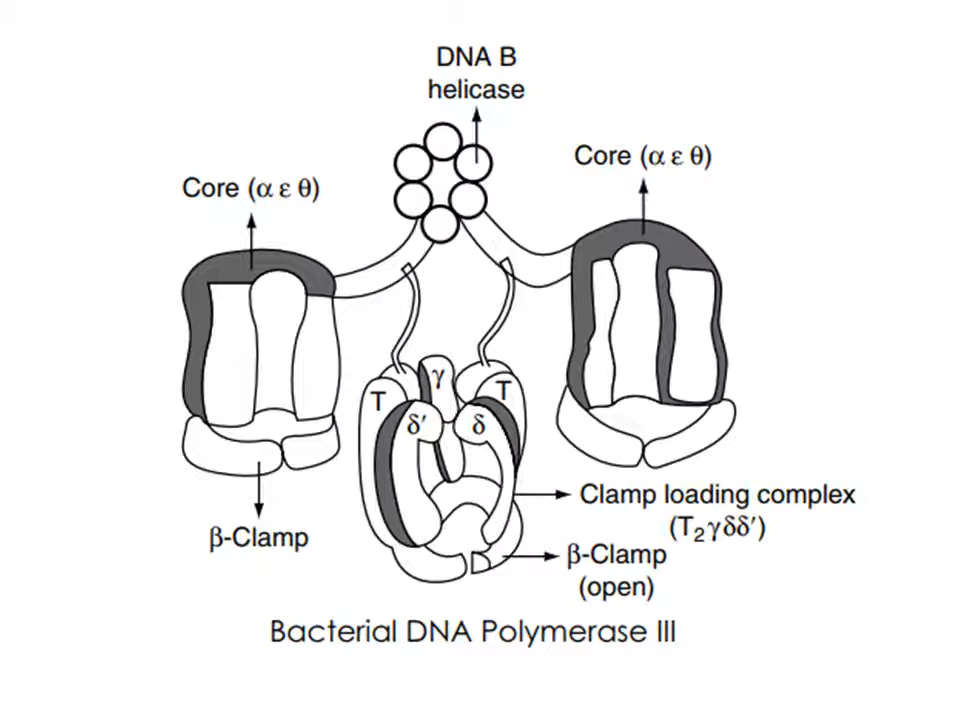 DNA B
helicase
Core (α ε θ)
Core (α ε θ)
γ
T
T
δ′
δ
Clamp loading complex
(T₂γδδ′)
β-Clamp
β-Clamp
(open)
Bacterial DNA Polymerase III